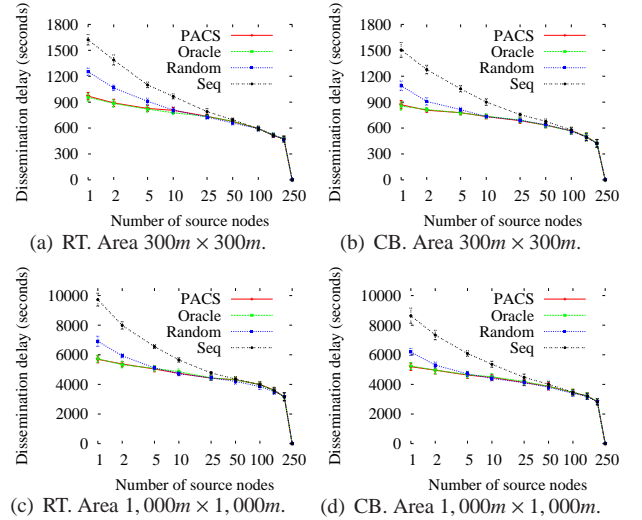 Dissemination delay (seconds)
1800
1500
1200
900
600
300
0
PACS
Oracle
Random
Seq
1 2 5 10 25 50 100 250
Number of source nodes
(a) RT. Area 300m × 300m.
Dissemination delay (seconds)
1800
1500
1200
900
600
300
0
PACS
Oracle
Random
Seq
1 2 5 10 25 50 100 250
Number of source nodes
(b) CB. Area 300m × 300m.
Dissemination delay (seconds)
10000
8000
6000
4000
2000
0
PACS
Oracle
Random
Seq
1 2 5 10 25 50 100 250
Number of source nodes
(c) RT. Area 1, 000m × 1, 000m.
Dissemination delay (seconds)
10000
8000
6000
4000
2000
0
PACS
Oracle
Random
Seq
1 2 5 10 25 50 100 250
Number of source nodes
(d) CB. Area 1, 000m × 1, 000m.